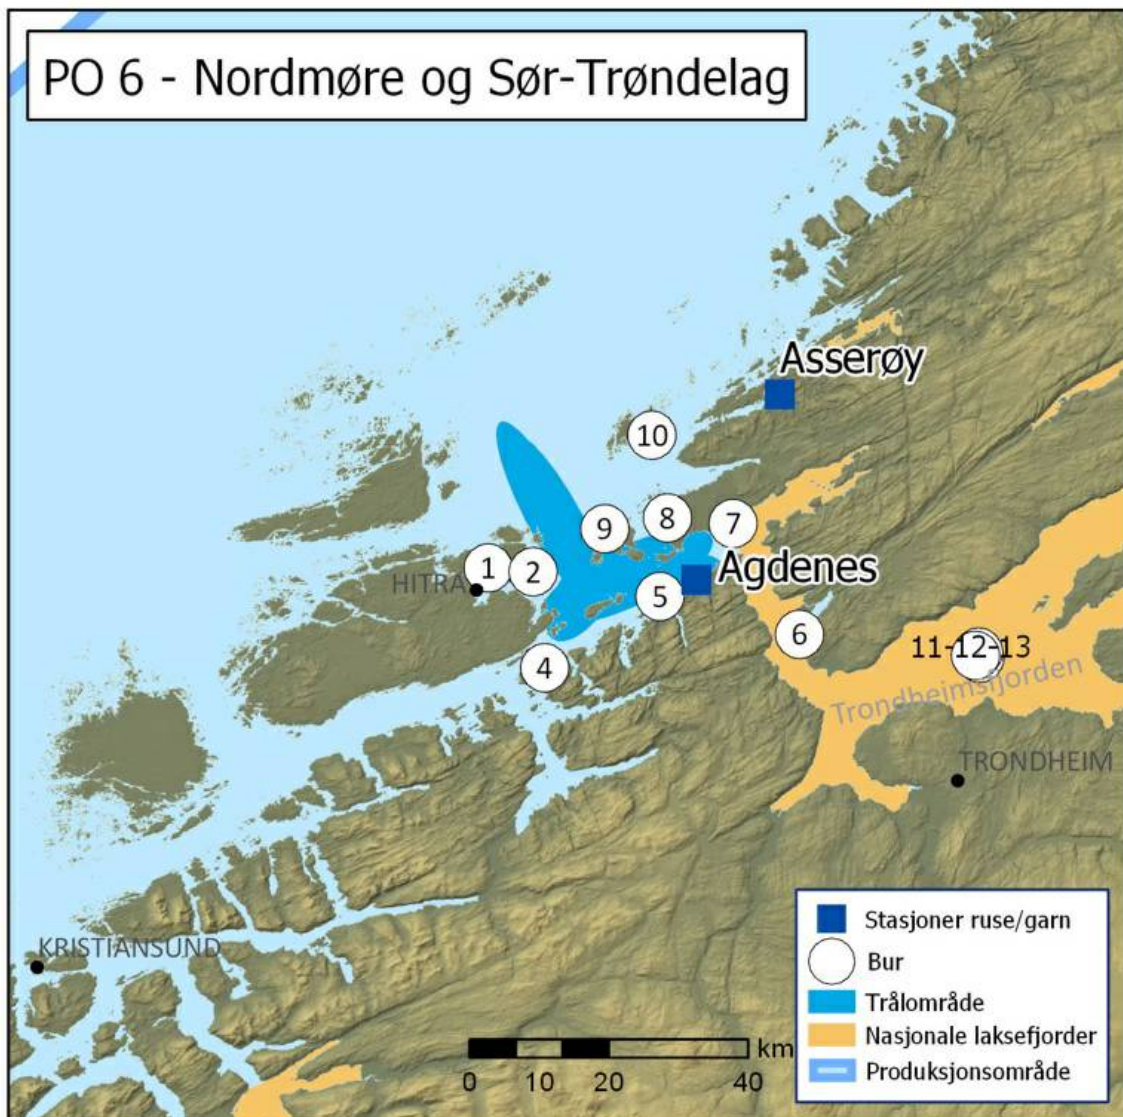 PO 6 - Nordmøre og Sør-Trøndelag
Asserøy
10
9
8
7
Agdenes
HITRA
1
2
5
6
11-12-13
4
Trondheimsfjorden
TRONDHEIM
KRISTIANSUND
km
0 10 20 40
Stasjoner ruse/garn
Bur
Trålområde
Nasjonale laksefjorder
Produksjonsområde